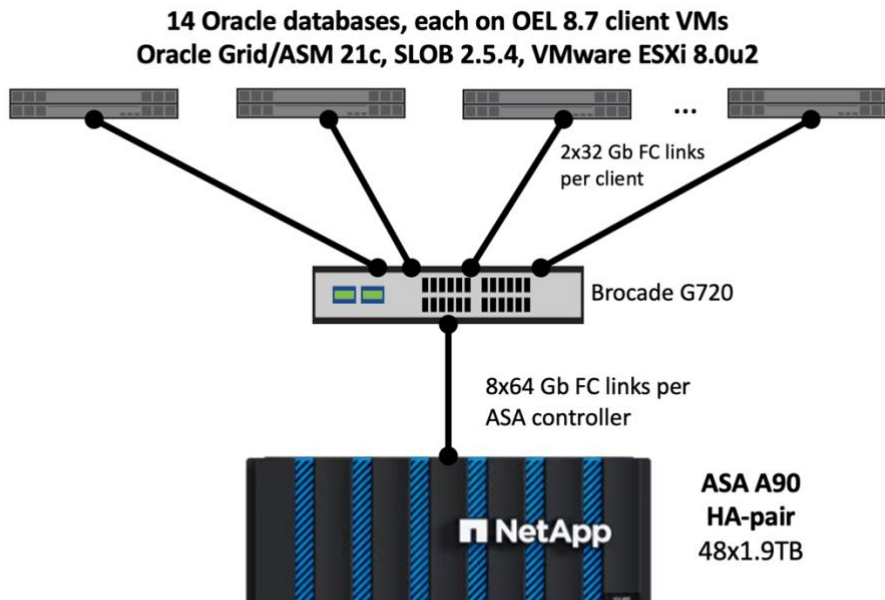 14 Oracle databases, each on OEL 8.7 client VMs
Oracle Grid/ASM 21c, SLOB 2.5.4, VMware ESXi 8.0u2
...
2x32 Gb FC links
per client
Brocade G720
8x64 Gb FC links per
ASA controller
ASA A90
HA-pair
48x1.9TB
NetApp